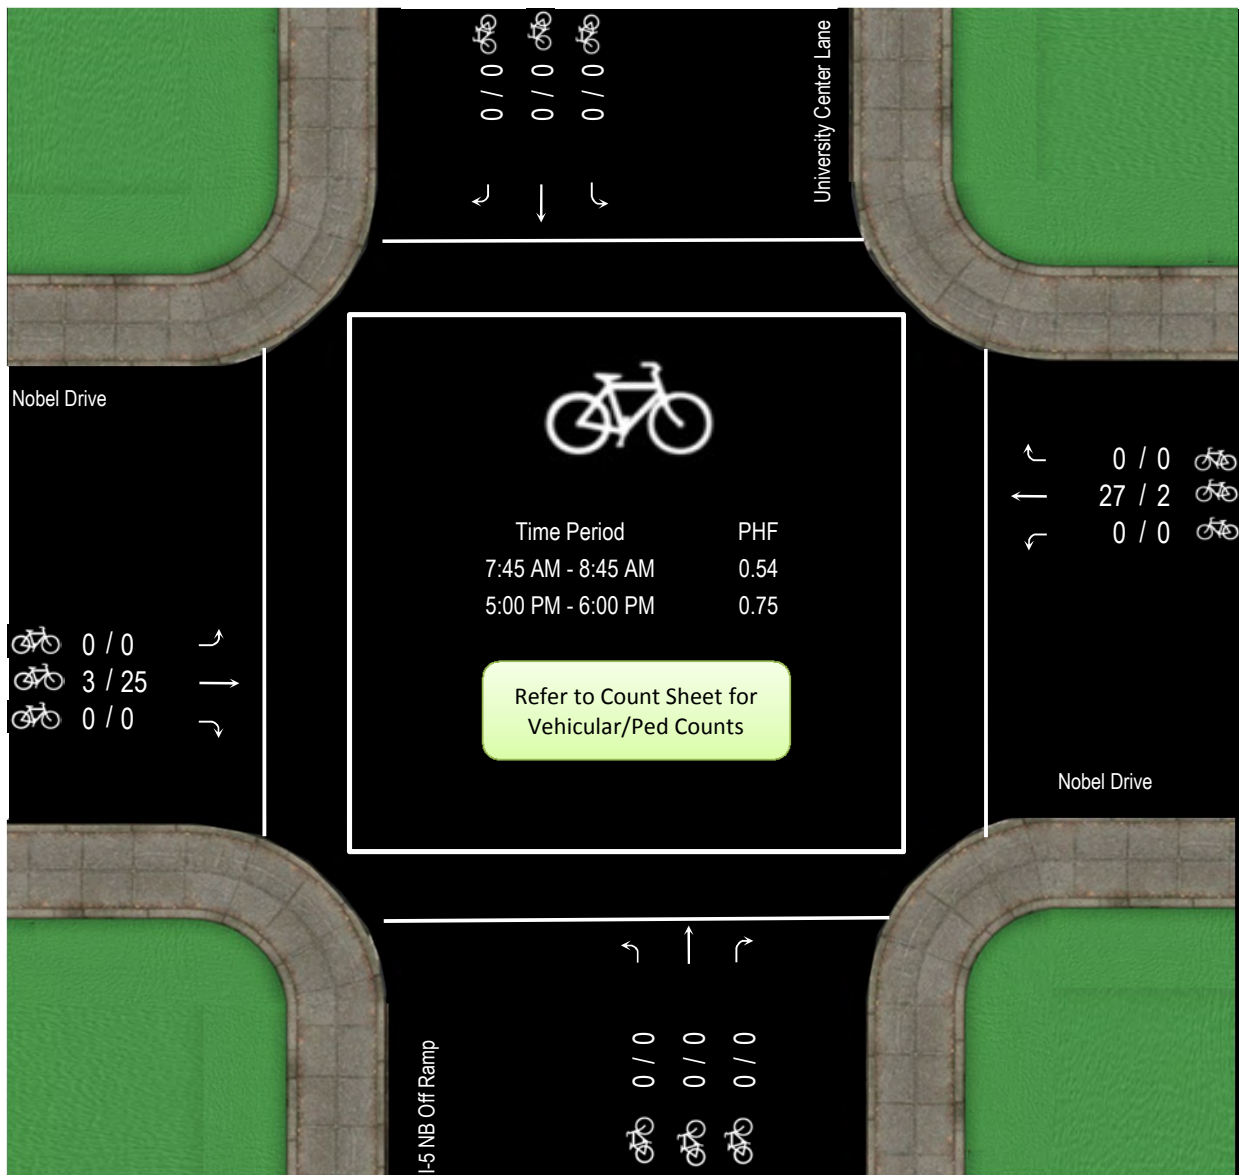 0 / 0
0 / 0
0 / 0
University Center Lane
Nobel Drive
0 / 0
27 / 2
0 / 0
Time Period PHF
7:45 AM - 8:45 AM 0.54
5:00 PM - 6:00 PM 0.75
0 / 0
3 / 25
0 / 0
Refer to Count Sheet for
Vehicular/Ped Counts
Nobel Drive
I-5 NB Off Ramp
0 / 0
0 / 0
0 / 0